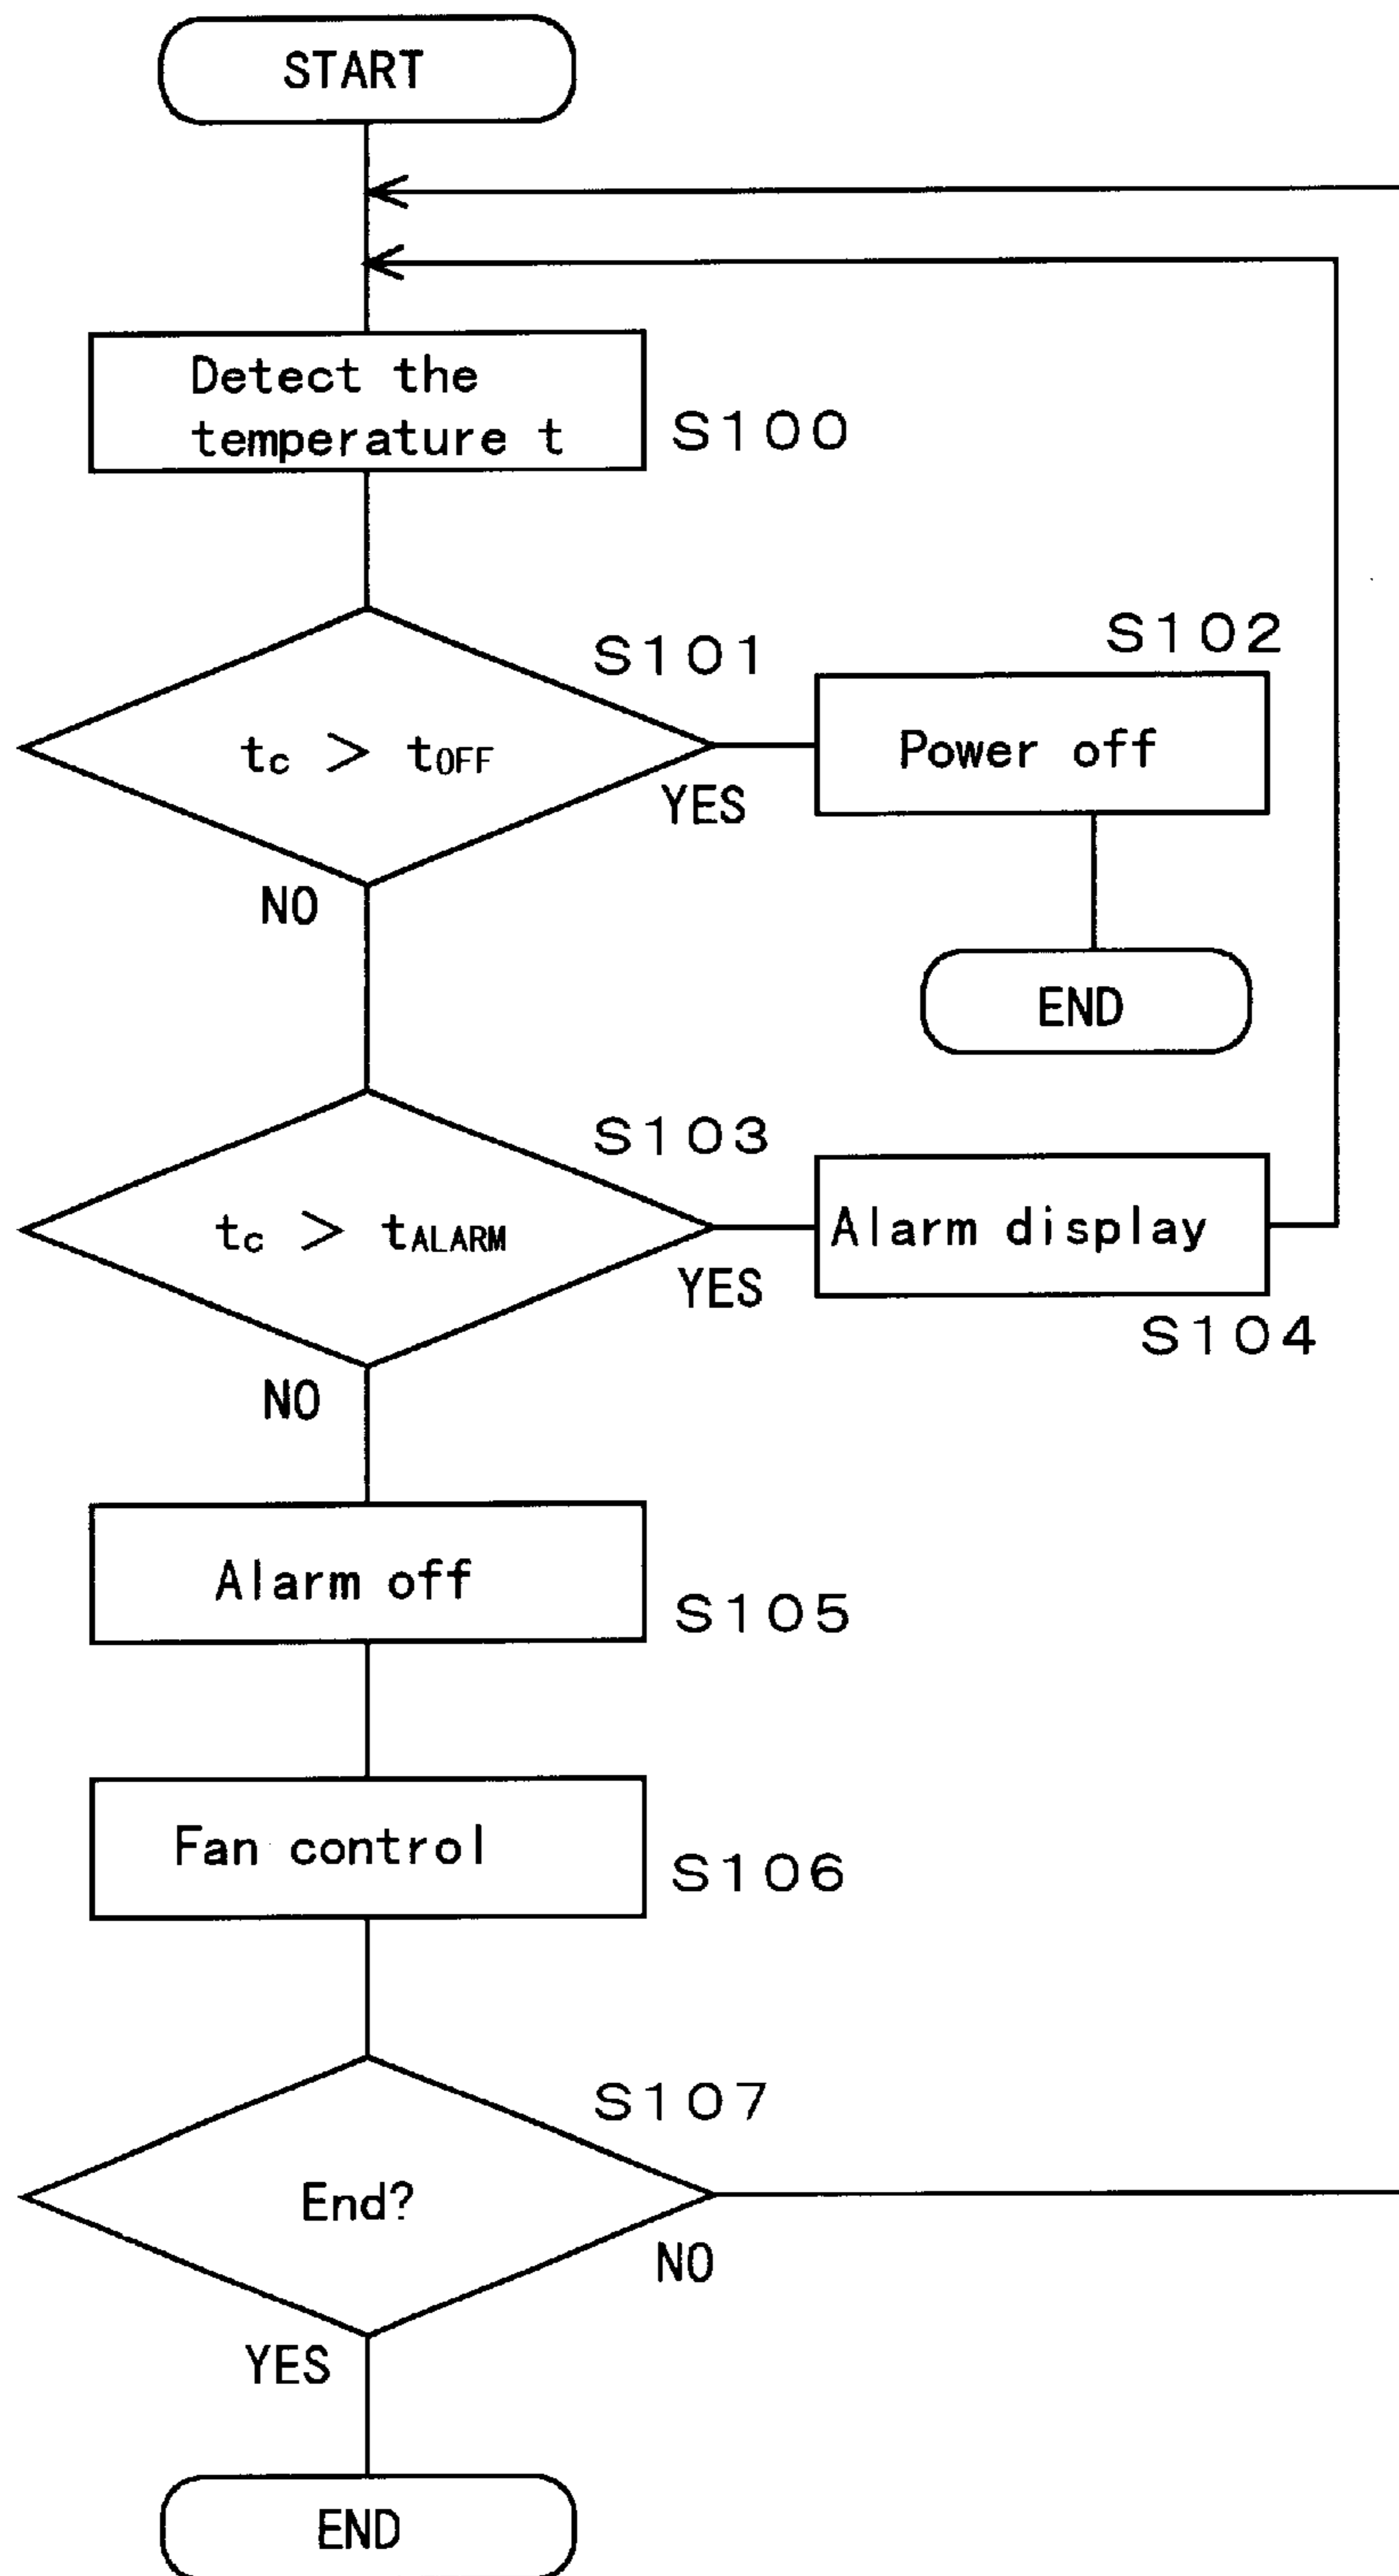 START
Detect the
temperature t
S100
S101
tc > tOFF
YES
NO
S102
Power off
END
S103
tc > tALARM
YES
NO
Alarm display
S104
Alarm off
S105
Fan control
S106
S107
End?
NO
YES
END